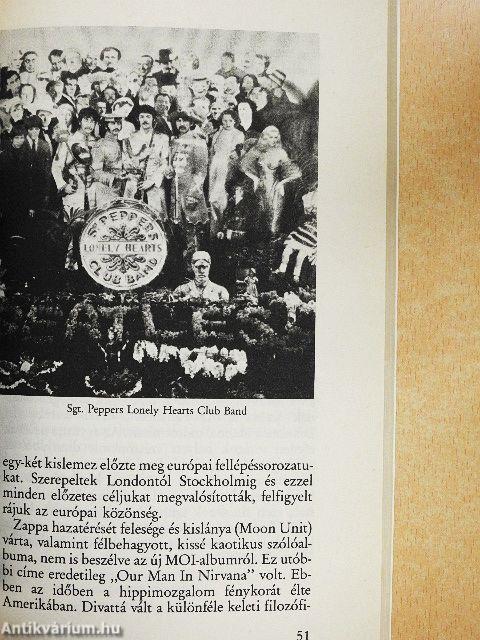 SGT. PEPPERS
LONELY HEARTS
CLUB BAND
Sgt. Peppers Lonely Hearts Club Band
egy-két kislemez előzte meg európai fellépéssorozatu-
kat. Szerepeltek Londontól Stockholmig és ezzel
minden előzetes céljukat megvalósították, felfigyelt
rájuk az európai közönség.
Zappa hazatérését felesége és kislánya (Moon Unit)
várta, valamint félbehagyott, kissé kaotikus szólóal-
buma, nem is beszélve az új MOI-albumról. Ez utób-
bi címe eredetileg „Our Man In Nirvana” volt. Eb-
ben az időben a hippimozgalom fénykorát élte
Amerikában. Divattá vált a különféle keleti filozófi-
51
Antikvárium.hu